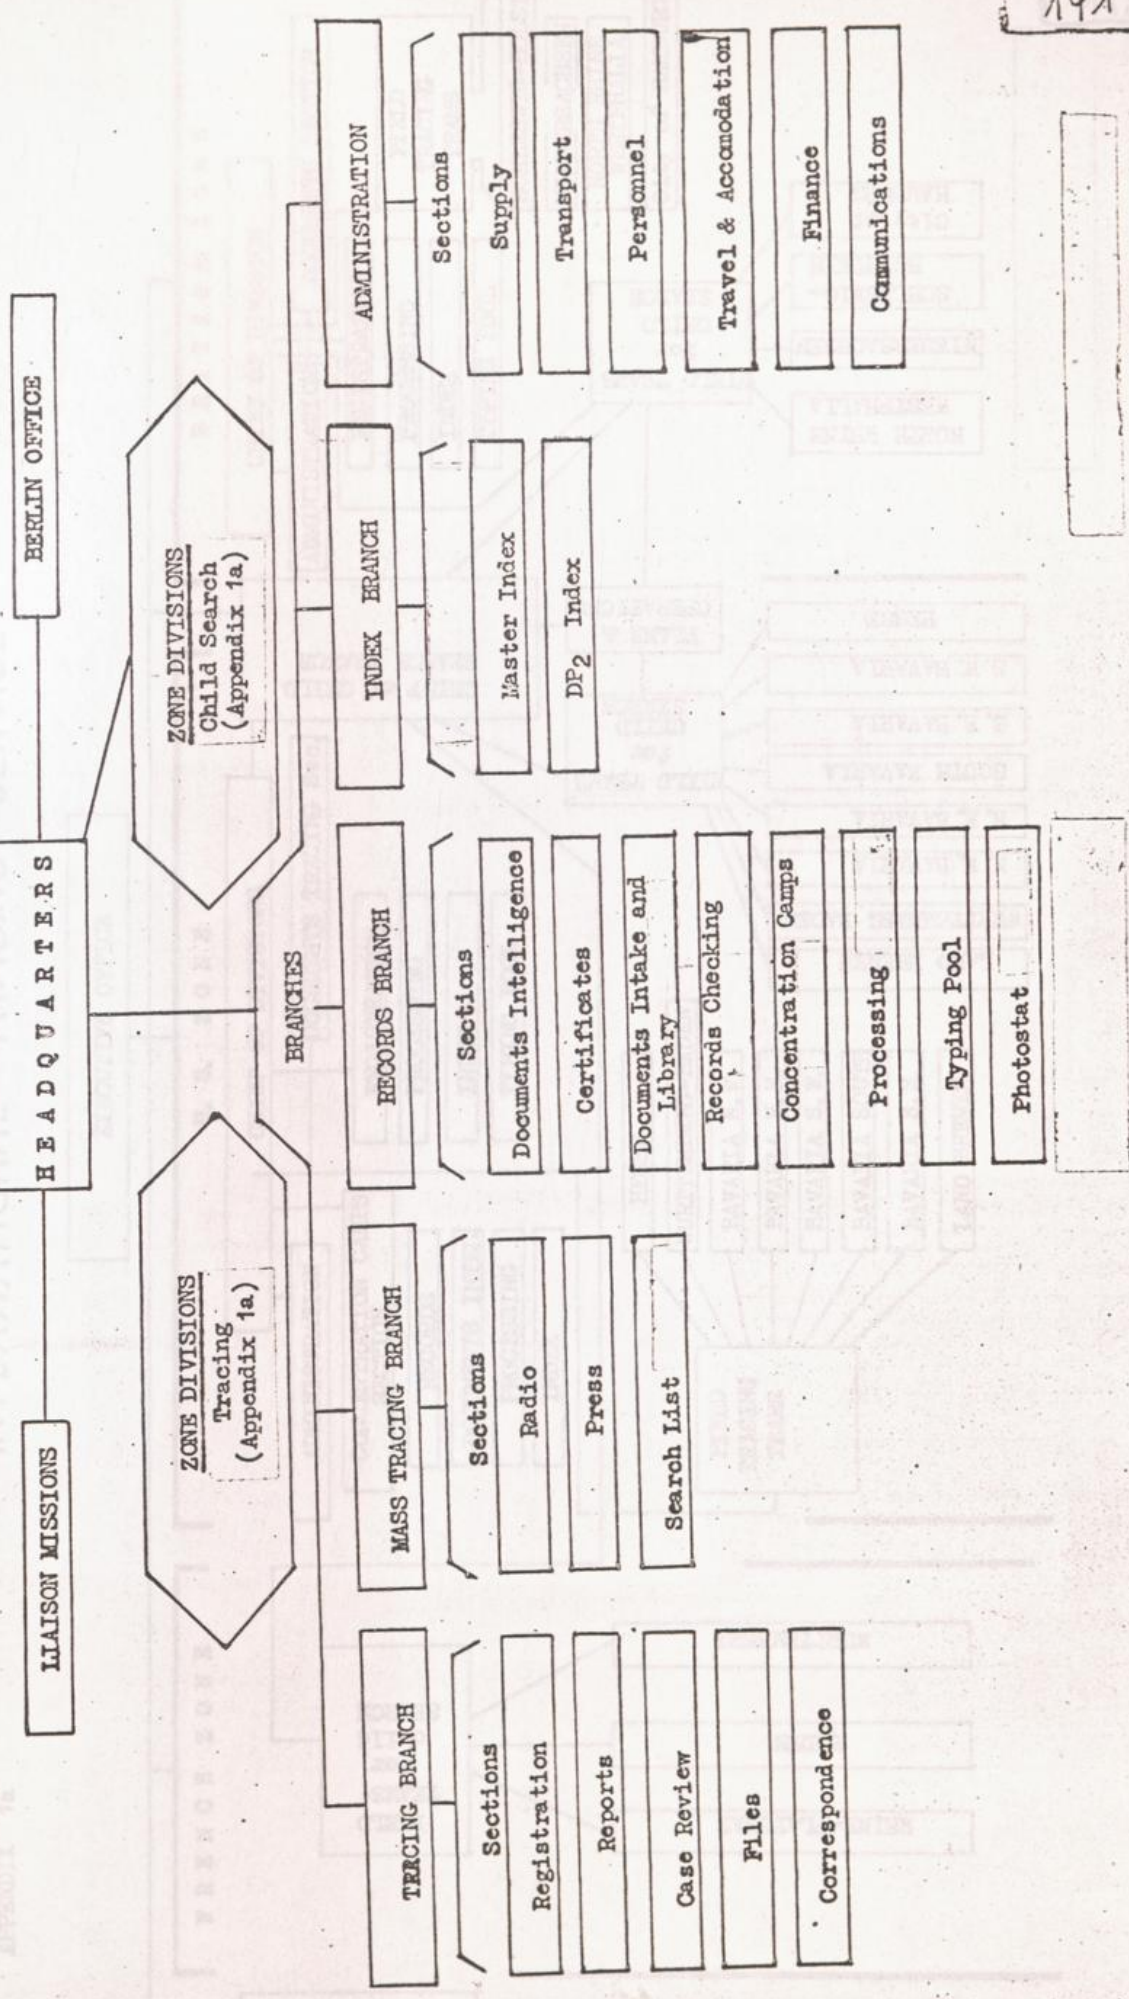 HEADQUARTERS
LIAISON MISSIONS
BERLIN OFFICE
ZONE DIVISIONS
Tracing
(Appendix 1a)
ZONE DIVISIONS
Child Search
(Appendix 1a)
BRANCHES
TRRCING BRANCH
Sections
Registration
Reports
Case Review
Files
Correspondence
MASS TRACING BRANCH
Sections
Radio
Press
Search List
RECORDS BRANCH
Sections
Documents Intelligence
Certificates
Documents Intake and
Library
Records Checking
Concentration Camps
Processing
Typing Pool
Photostat
INDEX BRANCH
Master Index
DP2 Index
ADMINISTRATION
Sections
Supply
Transport
Personnel
Travel & Accomodation
Finance
Communications